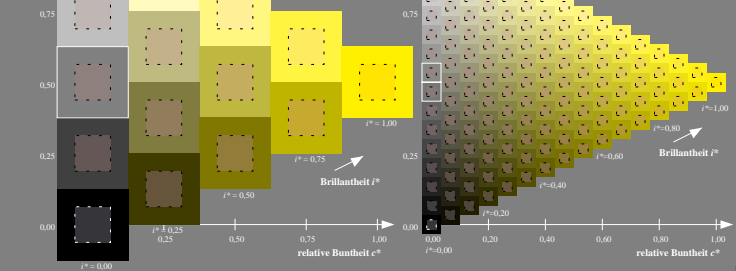 0,75
0,50
0,25
0,00
i* = 1,00
i* = 0,75
i* = 0,50
i* = 0,25
i* = 0,00
Brillantheit i*
0,25
0,50
0,75
1,00
relative Buntheit c*
0,75
0,50
0,25
0,00
i*=1,00
i*=0,80
i*=0,60
i*=0,40
i*=0,20
i*=0,00
Brillantheit i*
0,00
0,20
0,40
0,60
0,80
1,00
relative Buntheit c*